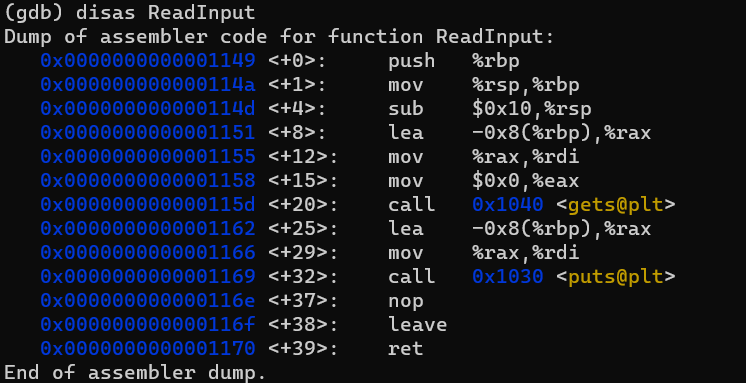 (gdb) disas ReadInput
Dump of assembler code for function ReadInput:
   0x0000000000001149 <+0>:     push   %rbp
   0x000000000000114a <+1>:     mov    %rsp,%rbp
   0x000000000000114d <+4>:     sub    $0x10,%rsp
   0x0000000000001151 <+8>:     lea    -0x8(%rbp),%rax
   0x0000000000001155 <+12>:    mov    %rax,%rdi
   0x0000000000001158 <+15>:    mov    $0x0,%eax
   0x000000000000115d <+20>:    call   0x1040 <gets@plt>
   0x0000000000001162 <+25>:    lea    -0x8(%rbp),%rax
   0x0000000000001166 <+29>:    mov    %rax,%rdi
   0x0000000000001169 <+32>:    call   0x1030 <puts@plt>
   0x000000000000116e <+37>:    nop
   0x000000000000116f <+38>:    leave
   0x0000000000001170 <+39>:    ret
End of assembler dump.